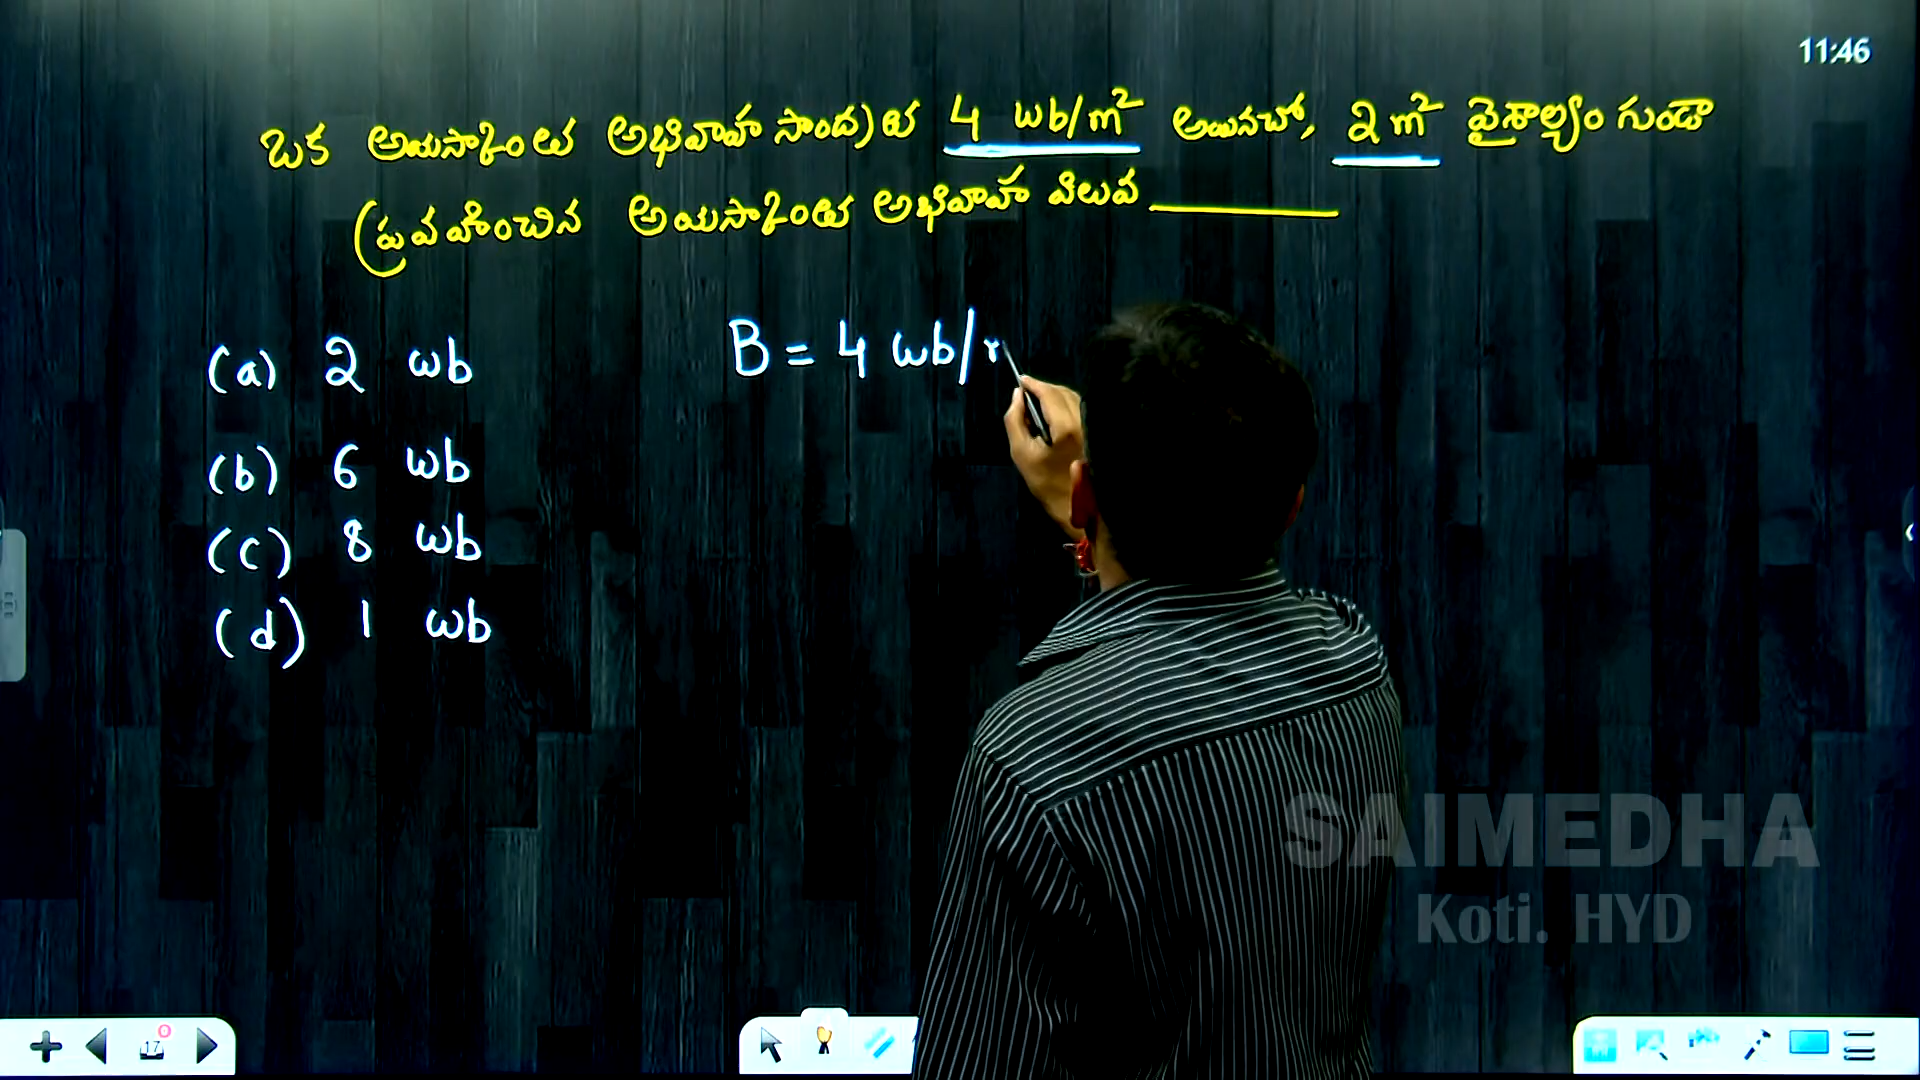 11:46
ఒక అయస్కాంత అభివాహ సాంద్రత 4 wb/m² అయినచో, 2 m² వైశాల్యం గుండా
ప్రవహించిన అయస్కాంత అభివాహ విలువ ________
(a) 2 wb
(b) 6 wb
(c) 8 wb
(d) 1 wb
B = 4 wb/
SAIMEDHA
Koti. HYD
17